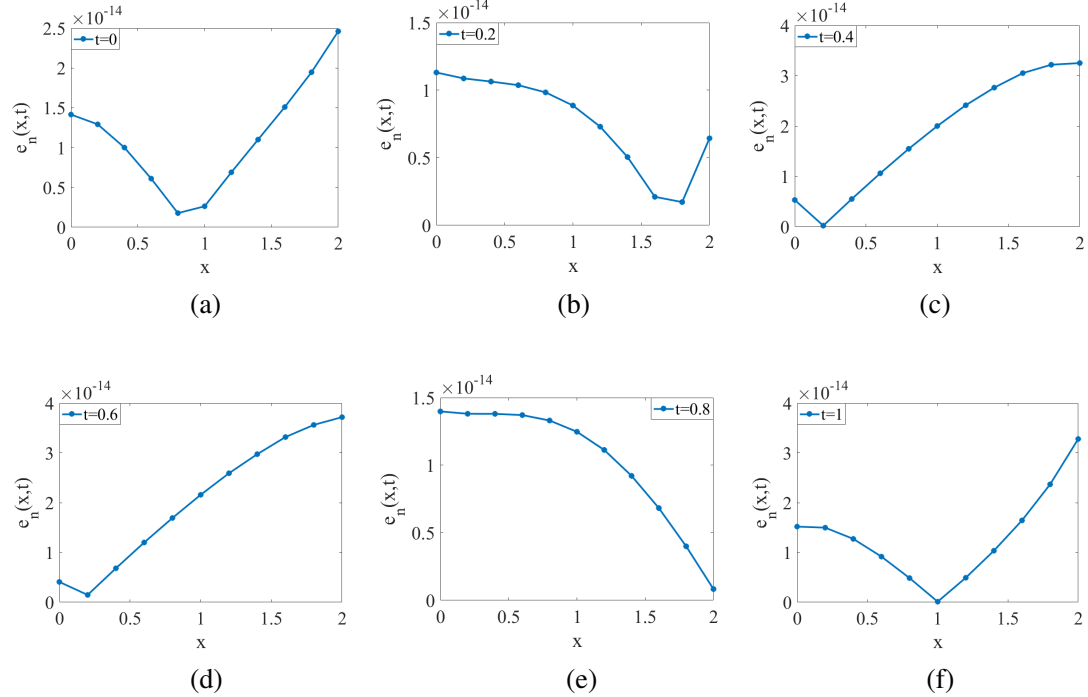 ×10⁻¹⁴
t=0
2.5
2
1.5
1
0.5
0
e_n(x,t)
0 0.5 1 1.5 2
x
(a)
×10⁻¹⁴
t=0.2
1.5
1
0.5
0
e_n(x,t)
0 0.5 1 1.5 2
x
(b)
×10⁻¹⁴
t=0.4
4
3
2
1
0
e_n(x,t)
0 0.5 1 1.5 2
x
(c)
×10⁻¹⁴
t=0.6
4
3
2
1
0
e_n(x,t)
0 0.5 1 1.5 2
x
(d)
×10⁻¹⁴
t=0.8
1.5
1
0.5
0
e_n(x,t)
0 0.5 1 1.5 2
x
(e)
×10⁻¹⁴
t=1
4
3
2
1
0
e_n(x,t)
0 0.5 1 1.5 2
x
(f)